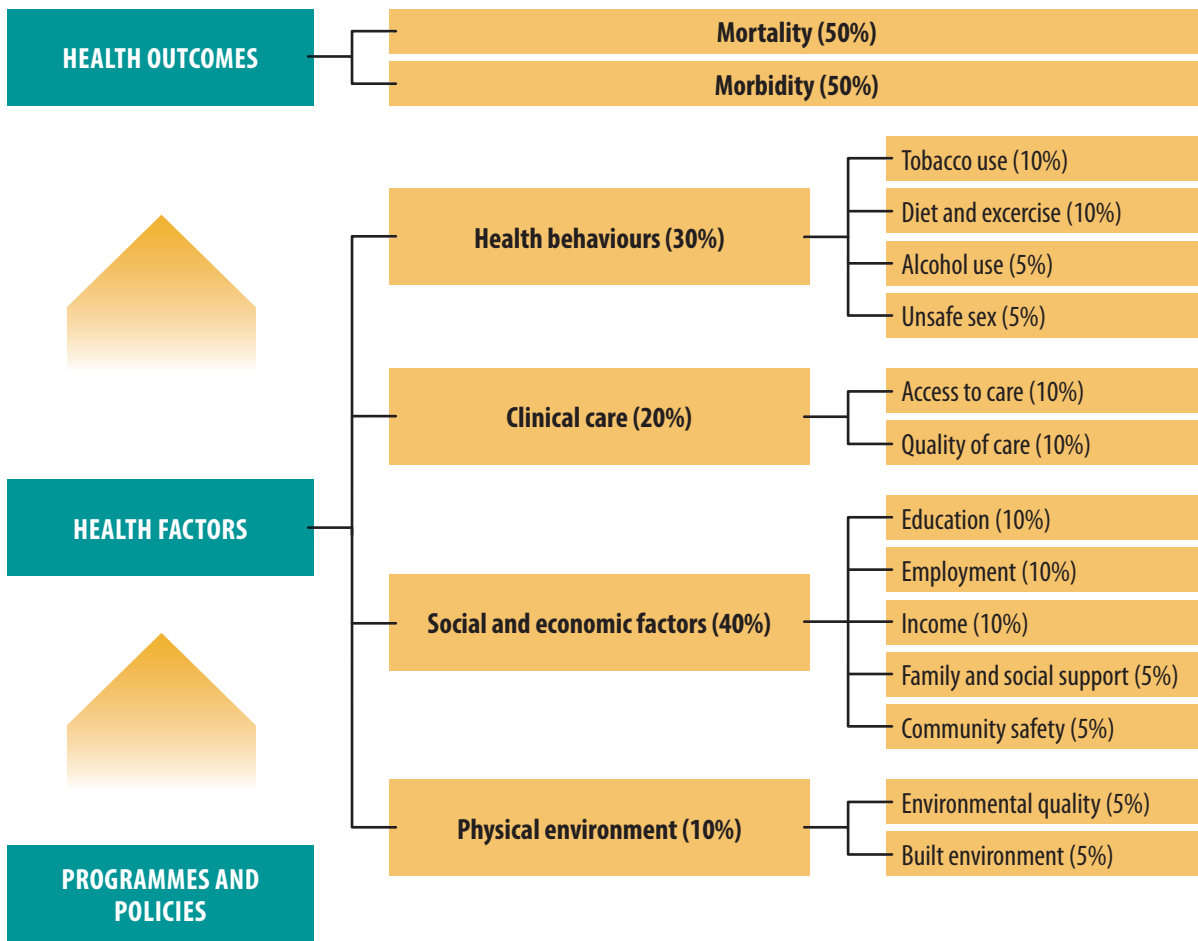 HEALTH OUTCOMES
Mortality (50%)
Morbidity (50%)
Health behaviours (30%)
Tobacco use (10%)
Diet and excercise (10%)
Alcohol use (5%)
Unsafe sex (5%)
Clinical care (20%)
Access to care (10%)
Quality of care (10%)
HEALTH FACTORS
Social and economic factors (40%)
Education (10%)
Employment (10%)
Income (10%)
Family and social support (5%)
Community safety (5%)
Physical environment (10%)
Environmental quality (5%)
Built environment (5%)
PROGRAMMES AND
POLICIES